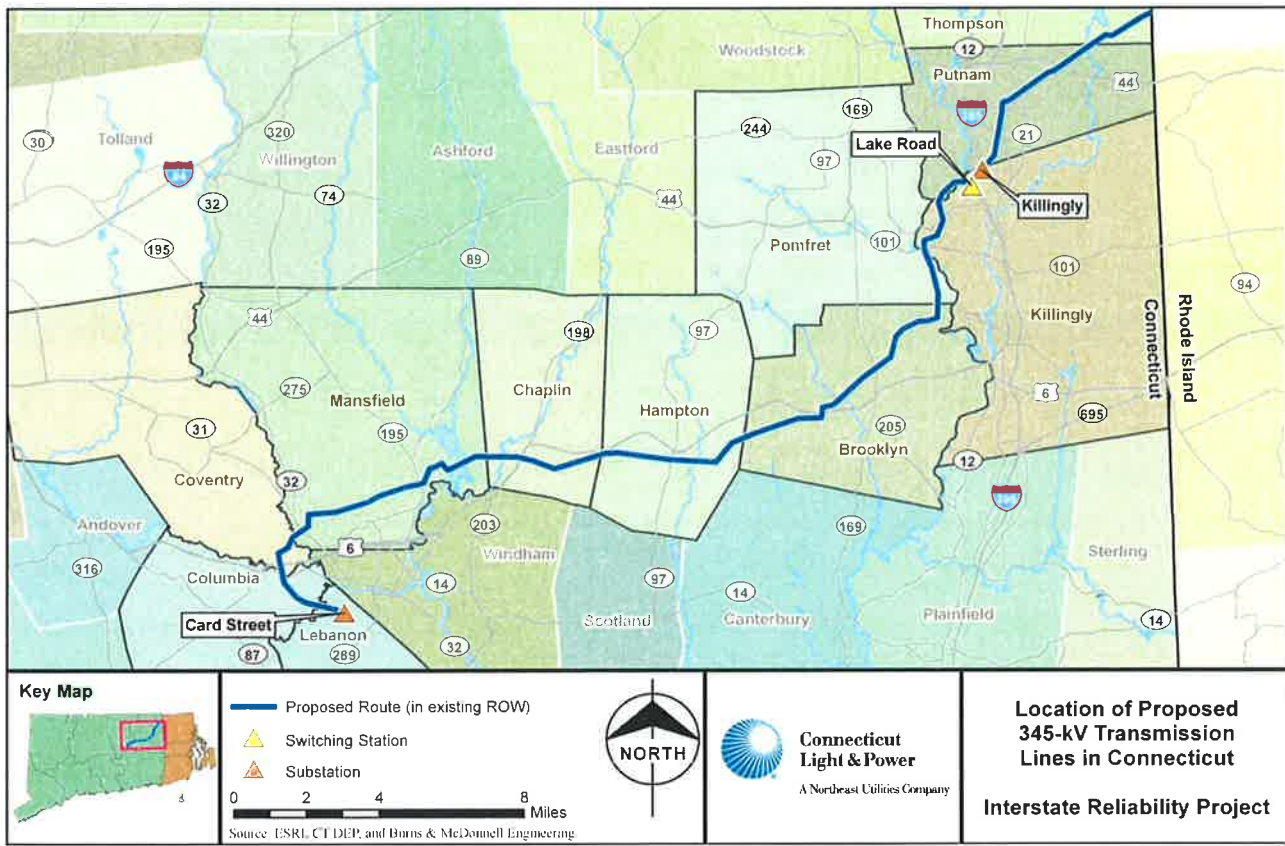 Thompson
12
Woodstock
Putnam
44
169
30
Tolland
320
Willington
Ashford
Eastford
244
97
21
Lake Road
84
32
74
44
Killingly
195
89
Pomfret
101
101
94
44
198
97
Killingly
Connecticut
Rhode Island
275
Mansfield
Chaplin
Hampton
6
31
195
205
695
Coventry
32
Brooklyn
12
Andover
203
169
6
Windham
Sterling
316
Columbia
14
97
14
Scotland
Canterbury
Plainfield
Card Street
Lebanon
14
87
289
32
Key Map
Proposed Route (in existing ROW)
Switching Station
Substation
0 2 4 8
Miles
Source: ESRI, CT DEP, and Burns & McDonnell Engineering
NORTH
Connecticut
Light & Power
A Northeast Utilities Company
Location of Proposed
345-kV Transmission
Lines in Connecticut
Interstate Reliability Project